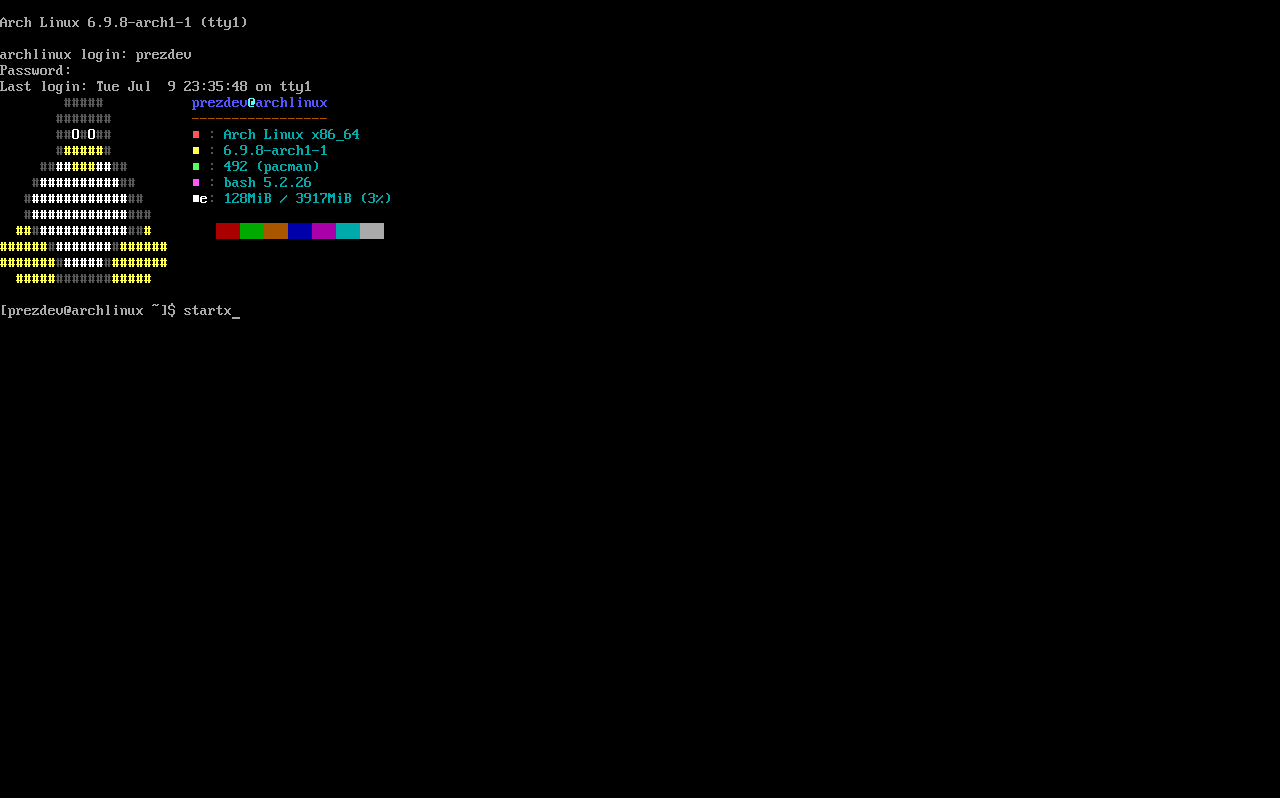 Arch Linux 6.9.8-arch1-1 (tty1)
archlinux login: prezdev
Password:
Last login: Tue Jul  9 23:35:48 on tty1
##### prezdev@archlinux
####### -----------------
##O#O## ■ : Arch Linux x86_64
####### ■ : 6.9.8-arch1-1
########### ■ : 492 (pacman)
############# ■ : bash 5.2.26
############### ■e: 128MiB / 3917MiB (3%)
################
#################
#####################
#####################
#################
[prezdev@archlinux ~]$ startx_